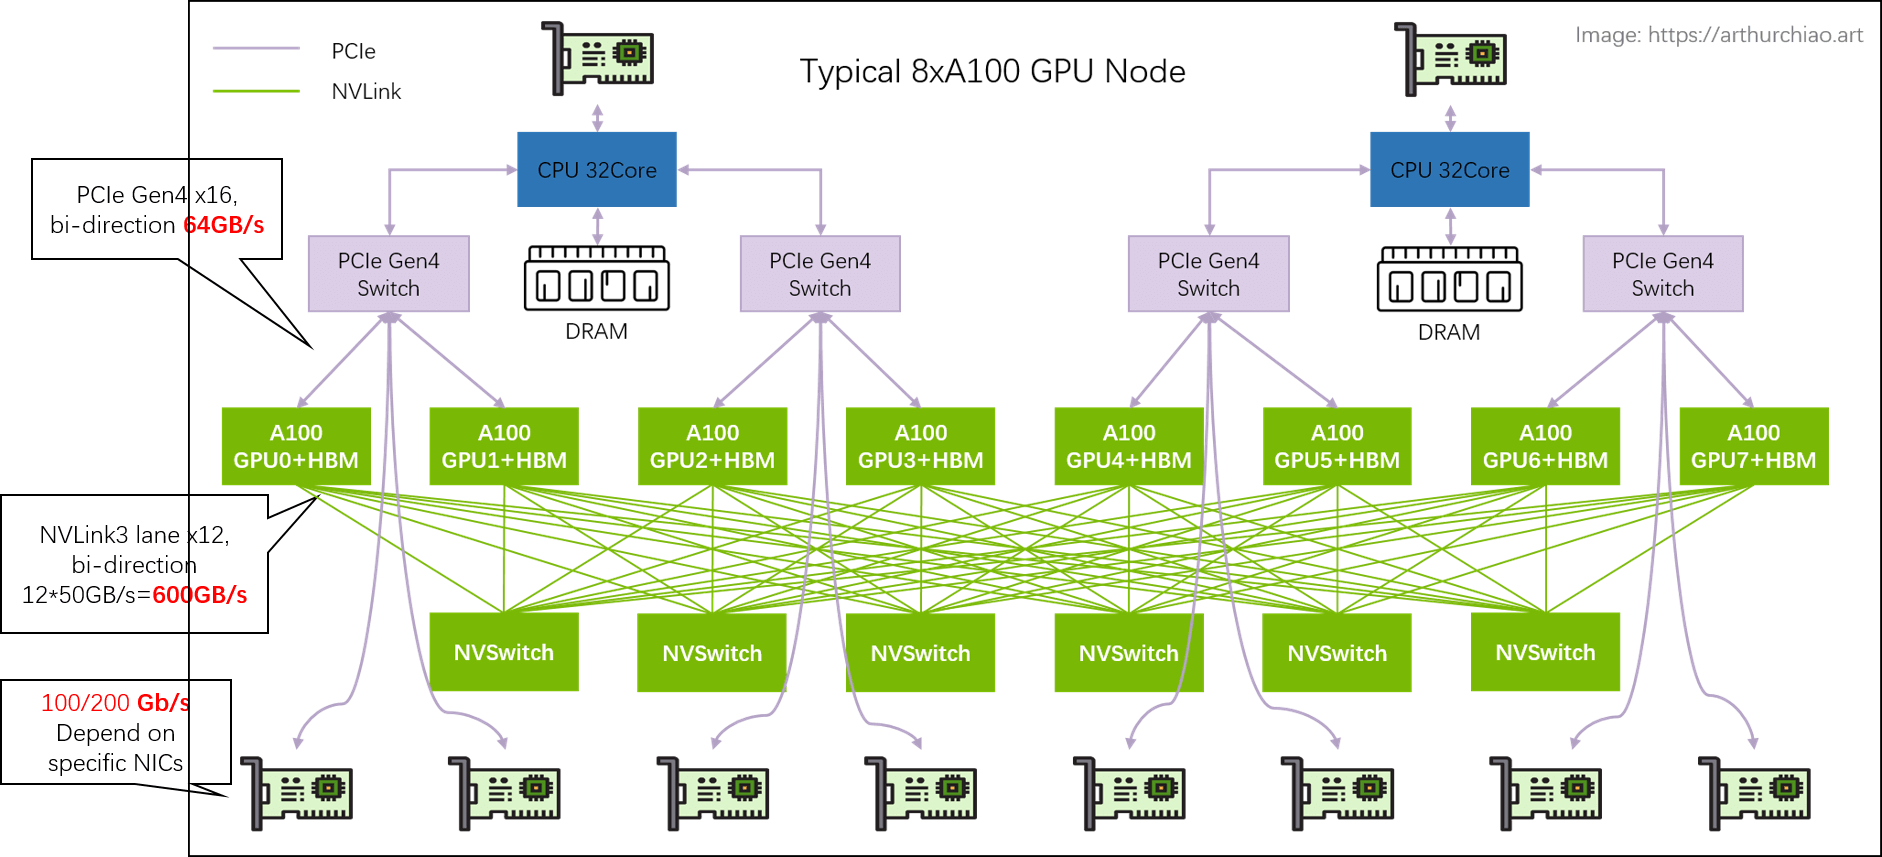 Image: https://arthurchiao.art
PCIe
NVLink
Typical 8xA100 GPU Node
CPU 32Core
CPU 32Core
PCIe Gen4 x16,
bi-direction 64GB/s
PCIe Gen4
Switch
PCIe Gen4
Switch
PCIe Gen4
Switch
PCIe Gen4
Switch
DRAM
DRAM
A100
GPU0+HBM
A100
GPU1+HBM
A100
GPU2+HBM
A100
GPU3+HBM
A100
GPU4+HBM
A100
GPU5+HBM
A100
GPU6+HBM
A100
GPU7+HBM
NVLink3 lane x12,
bi-direction
12*50GB/s=600GB/s
NVSwitch
NVSwitch
NVSwitch
NVSwitch
NVSwitch
NVSwitch
100/200 Gb/s
Depend on
specific NICs